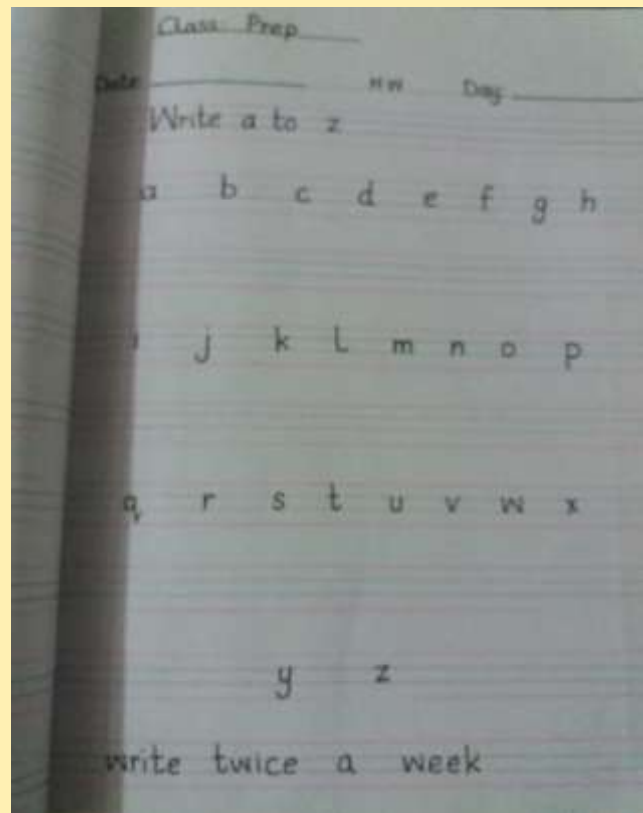 Class Prep
Date HW Day
Write a to z
a b c d e f g h
i j k l m n o p
q r s t u v w x
y z
write twice a week